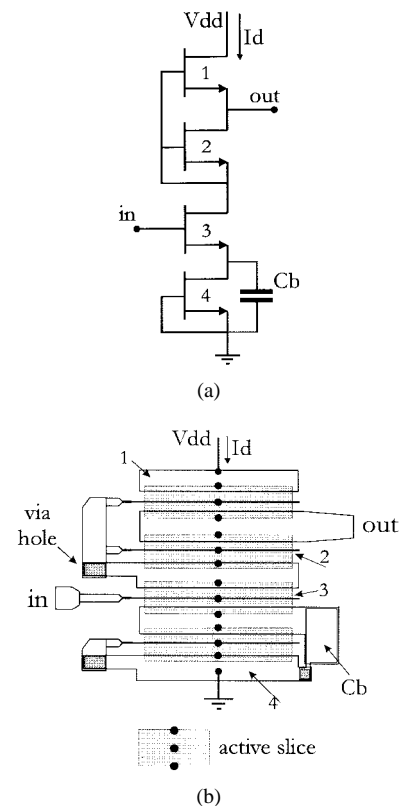 Vdd
Id
1
out
2
in
3
4
Cb
(a)
Vdd
Id
1
via
hole
out
2
3
in
Cb
4
active slice
(b)